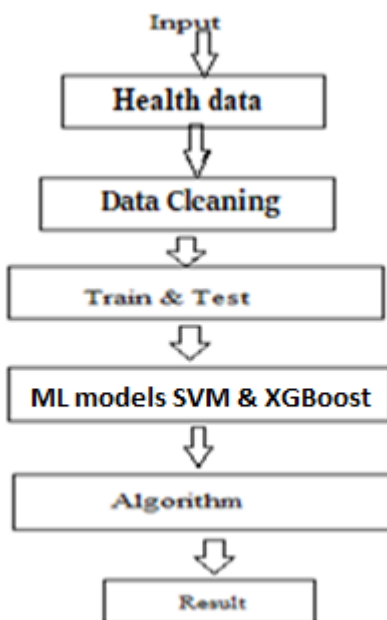 Input
Health data
Data Cleaning
Train & Test
ML models SVM & XGBoost
Algorithm
Result